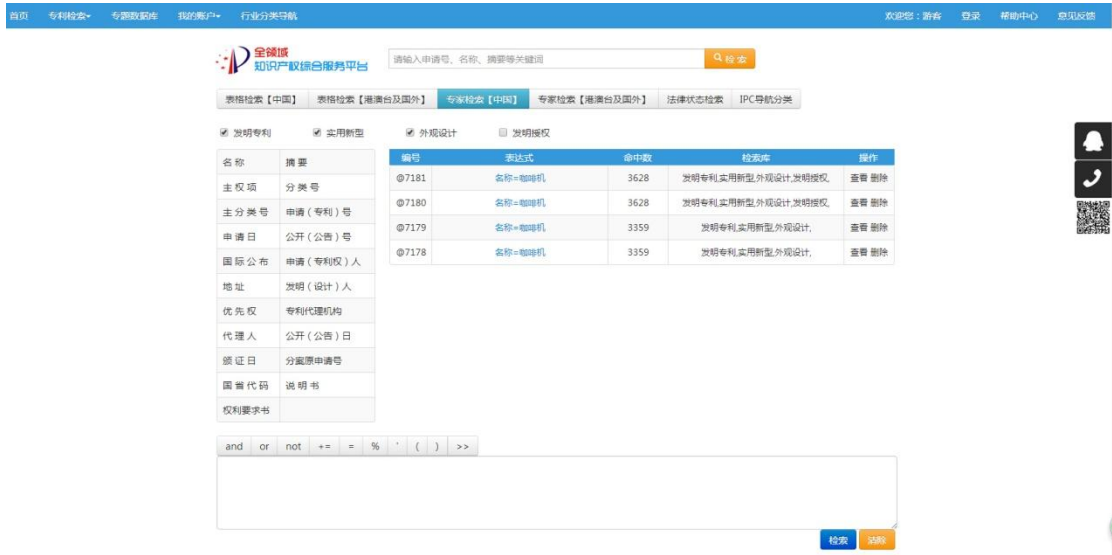 首页 专利检索 专题数据库 我的账户 行业分类导航 欢迎您：游客 登录 帮助中心 意见反馈
全领域
知识产权综合服务平台
请输入申请号、名称、摘要等关键词 检索
表格检索【中国】 表格检索【港澳台及国外】 专家检索【中国】 专家检索【港澳台及国外】 法律状态检索 IPC导航分类
发明专利 实用新型 外观设计 发明授权
名称 摘要
主权项 分类号
主分类号 申请（专利）号
申请日 公开（公告）号
国际公布 申请（专利权）人
地址 发明（设计）人
优先权 专利代理机构
代理人 公开（公告）日
颁证日 分案原申请号
国省代码 说明书
权利要求书
编号 表达式 命中数 检索库 操作
@7181 名称=咖啡机 3628 发明专利,实用新型,外观设计,发明授权, 查看 删除
@7180 名称=咖啡机 3628 发明专利,实用新型,外观设计,发明授权, 查看 删除
@7179 名称=咖啡机 3359 发明专利,实用新型,外观设计, 查看 删除
@7178 名称=咖啡机 3359 发明专利,实用新型,外观设计, 查看 删除
and or not += = % ' ( ) >>
检索 清除